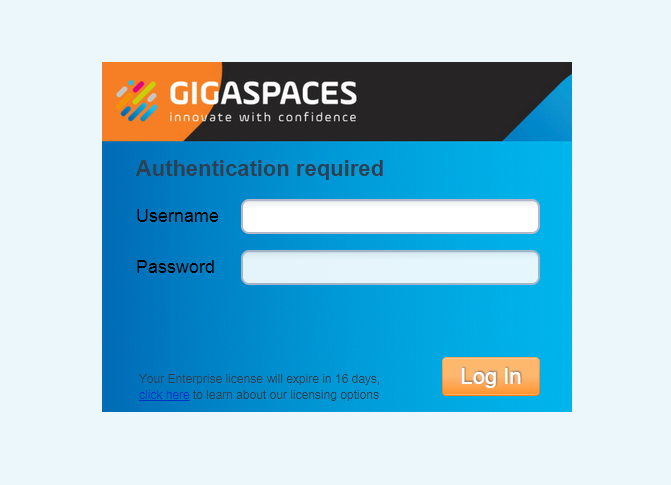 GIGASPACES
innovate with confidence
Authentication required
Username
Password
Your Enterprise license will expire in 16 days,
click here to learn about our licensing options
Log In